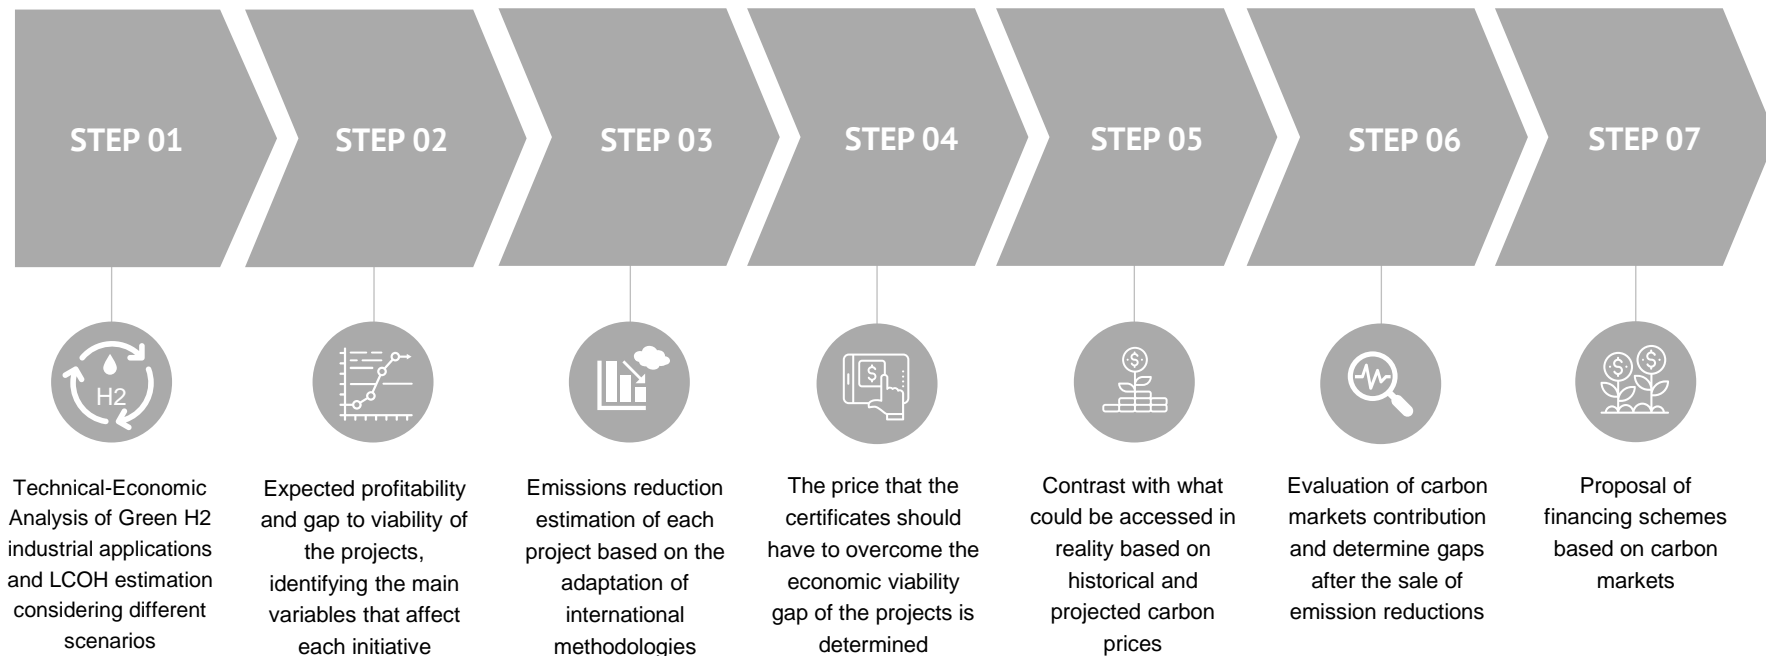 STEP 01
STEP 02
STEP 03
STEP 04
STEP 05
STEP 06
STEP 07
H2
$
$
$ $
Technical-Economic
Analysis of Green H2
industrial applications
and LCOH estimation
considering different
scenarios
Expected profitability
and gap to viability of
the projects,
identifying the main
variables that affect
each initiative
Emissions reduction
estimation of each
project based on the
adaptation of
international
methodologies
The price that the
certificates should
have to overcome the
economic viability
gap of the projects is
determined
Contrast with what
could be accessed in
reality based on
historical and
projected carbon
prices
Evaluation of carbon
markets contribution
and determine gaps
after the sale of
emission reductions
Proposal of
financing schemes
based on carbon
markets